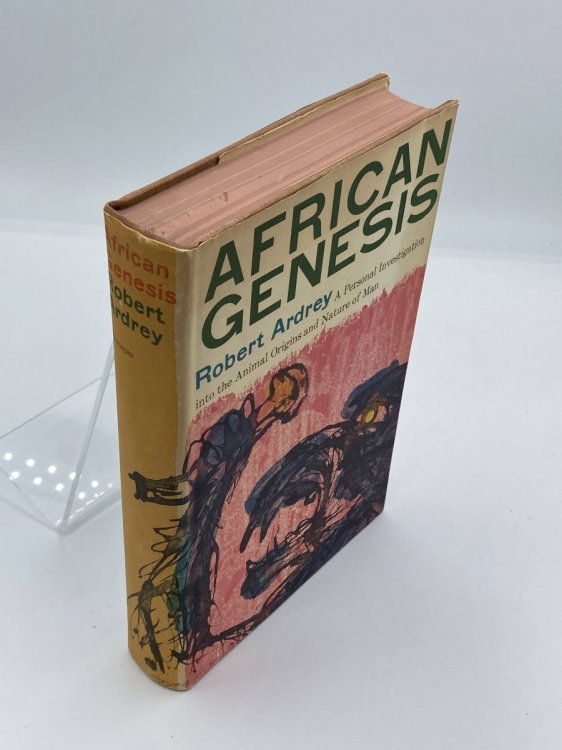 AFRICAN
GENESIS
Robert Ardrey A Personal Investigation
into the Animal Origins and Nature of Man
African
Genesis
Robert
Ardrey